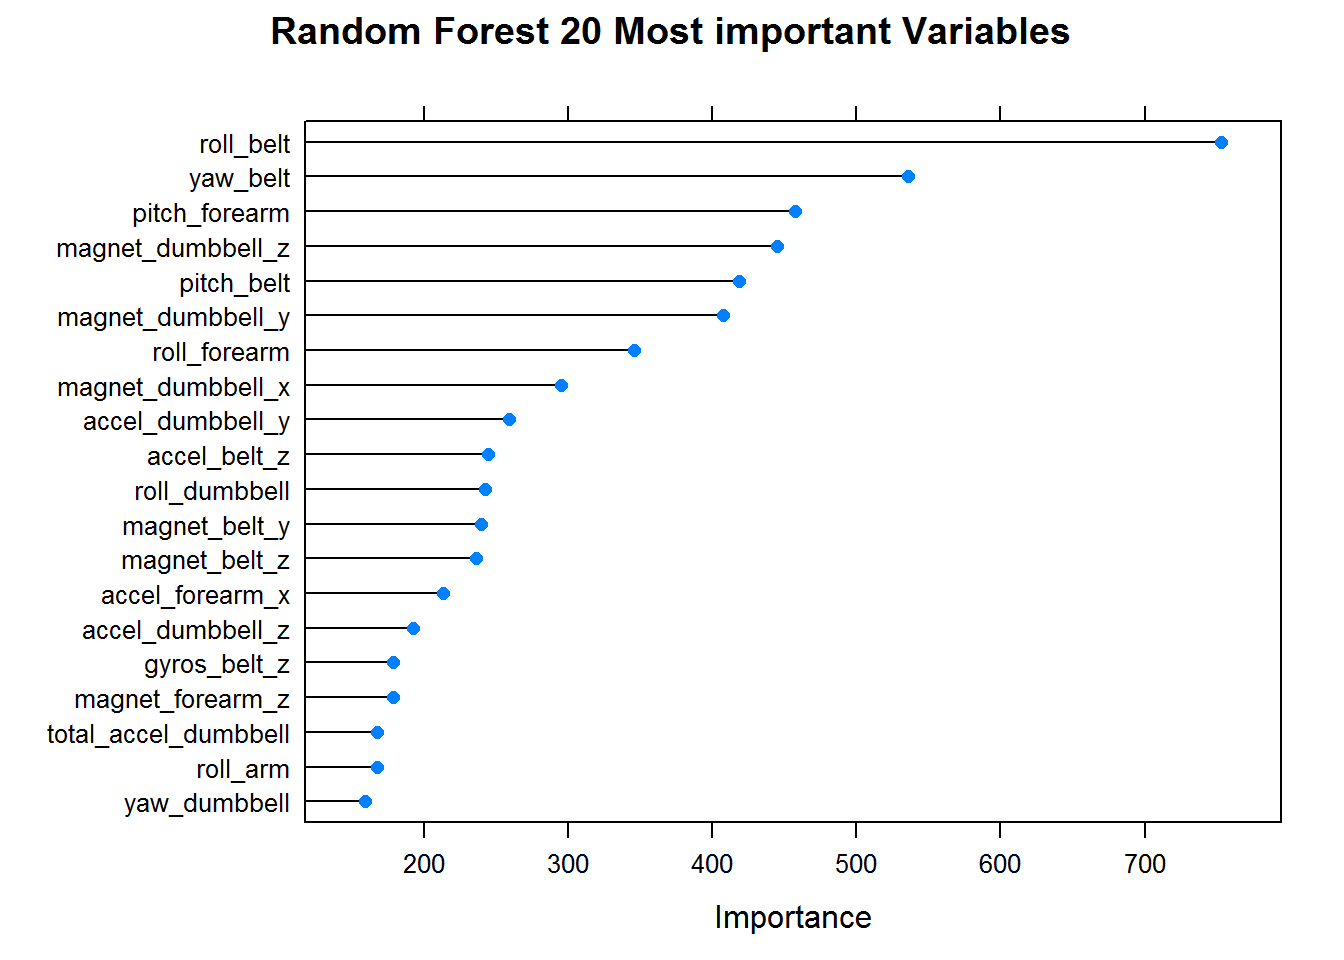 Random Forest 20 Most important Variables
roll_belt
yaw_belt
pitch_forearm
magnet_dumbbell_z
pitch_belt
magnet_dumbbell_y
roll_forearm
magnet_dumbbell_x
accel_dumbbell_y
accel_belt_z
roll_dumbbell
magnet_belt_y
magnet_belt_z
accel_forearm_x
accel_dumbbell_z
gyros_belt_z
magnet_forearm_z
total_accel_dumbbell
roll_arm
yaw_dumbbell
200 300 400 500 600 700
Importance